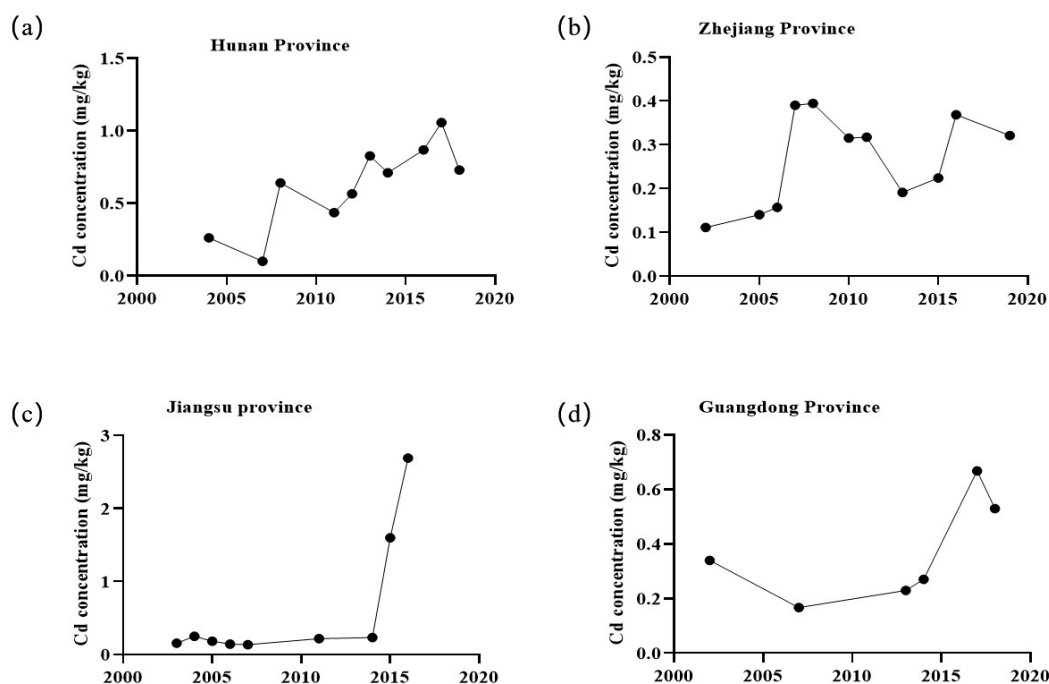 (a)
Hunan Province
Cd concentration (mg/kg)
1.5
1.0
0.5
0.0
2000 2005 2010 2015 2020
(b)
Zhejiang Province
Cd concentration (mg/kg)
0.5
0.4
0.3
0.2
0.1
0.0
2000 2005 2010 2015 2020
(c)
Jiangsu province
Cd concentration (mg/kg)
3
2
1
0
2000 2005 2010 2015 2020
(d)
Guangdong Province
Cd concentration (mg/kg)
0.8
0.6
0.4
0.2
0.0
2000 2005 2010 2015 2020